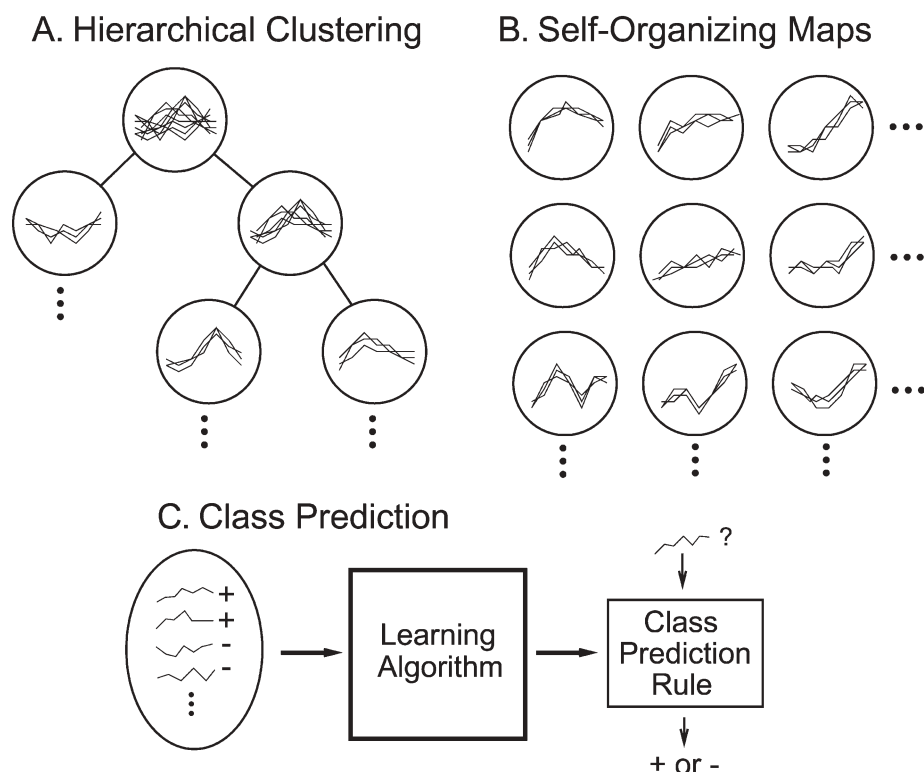 A. Hierarchical Clustering
B. Self-Organizing Maps
C. Class Prediction
+
+
-
-
Learning
Algorithm
?
Class
Prediction
Rule
+ or -